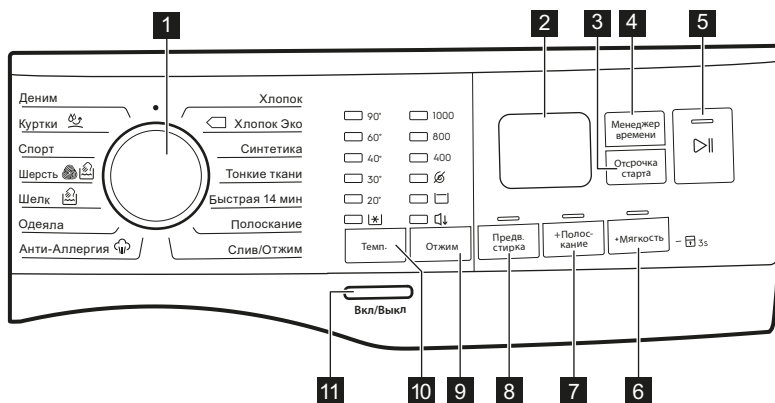 1
2
3
4
5
Деним
Куртки
Спорт
Шерсть
Шелк
Одеяла
Анти-Аллергия
Хлопок
Хлопок Эко
Синтетика
Тонкие ткани
Быстрая 14 мин
Полоскание
Слив/Отжим
90°
60°
40°
30°
20°
1000
800
400
Темп.
Отжим
Менеджер
времени
Отсрочка
старта
Предв.
стирка
+Полос-
кание
+Мягкость
3s
Вкл/Выкл
11
10
9
8
7
6